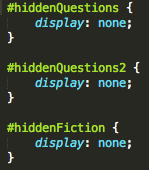 #hiddenQuestions {
    display: none;
}
#hiddenQuestions2 {
    display: none;
}
#hiddenFiction {
    display: none;
}